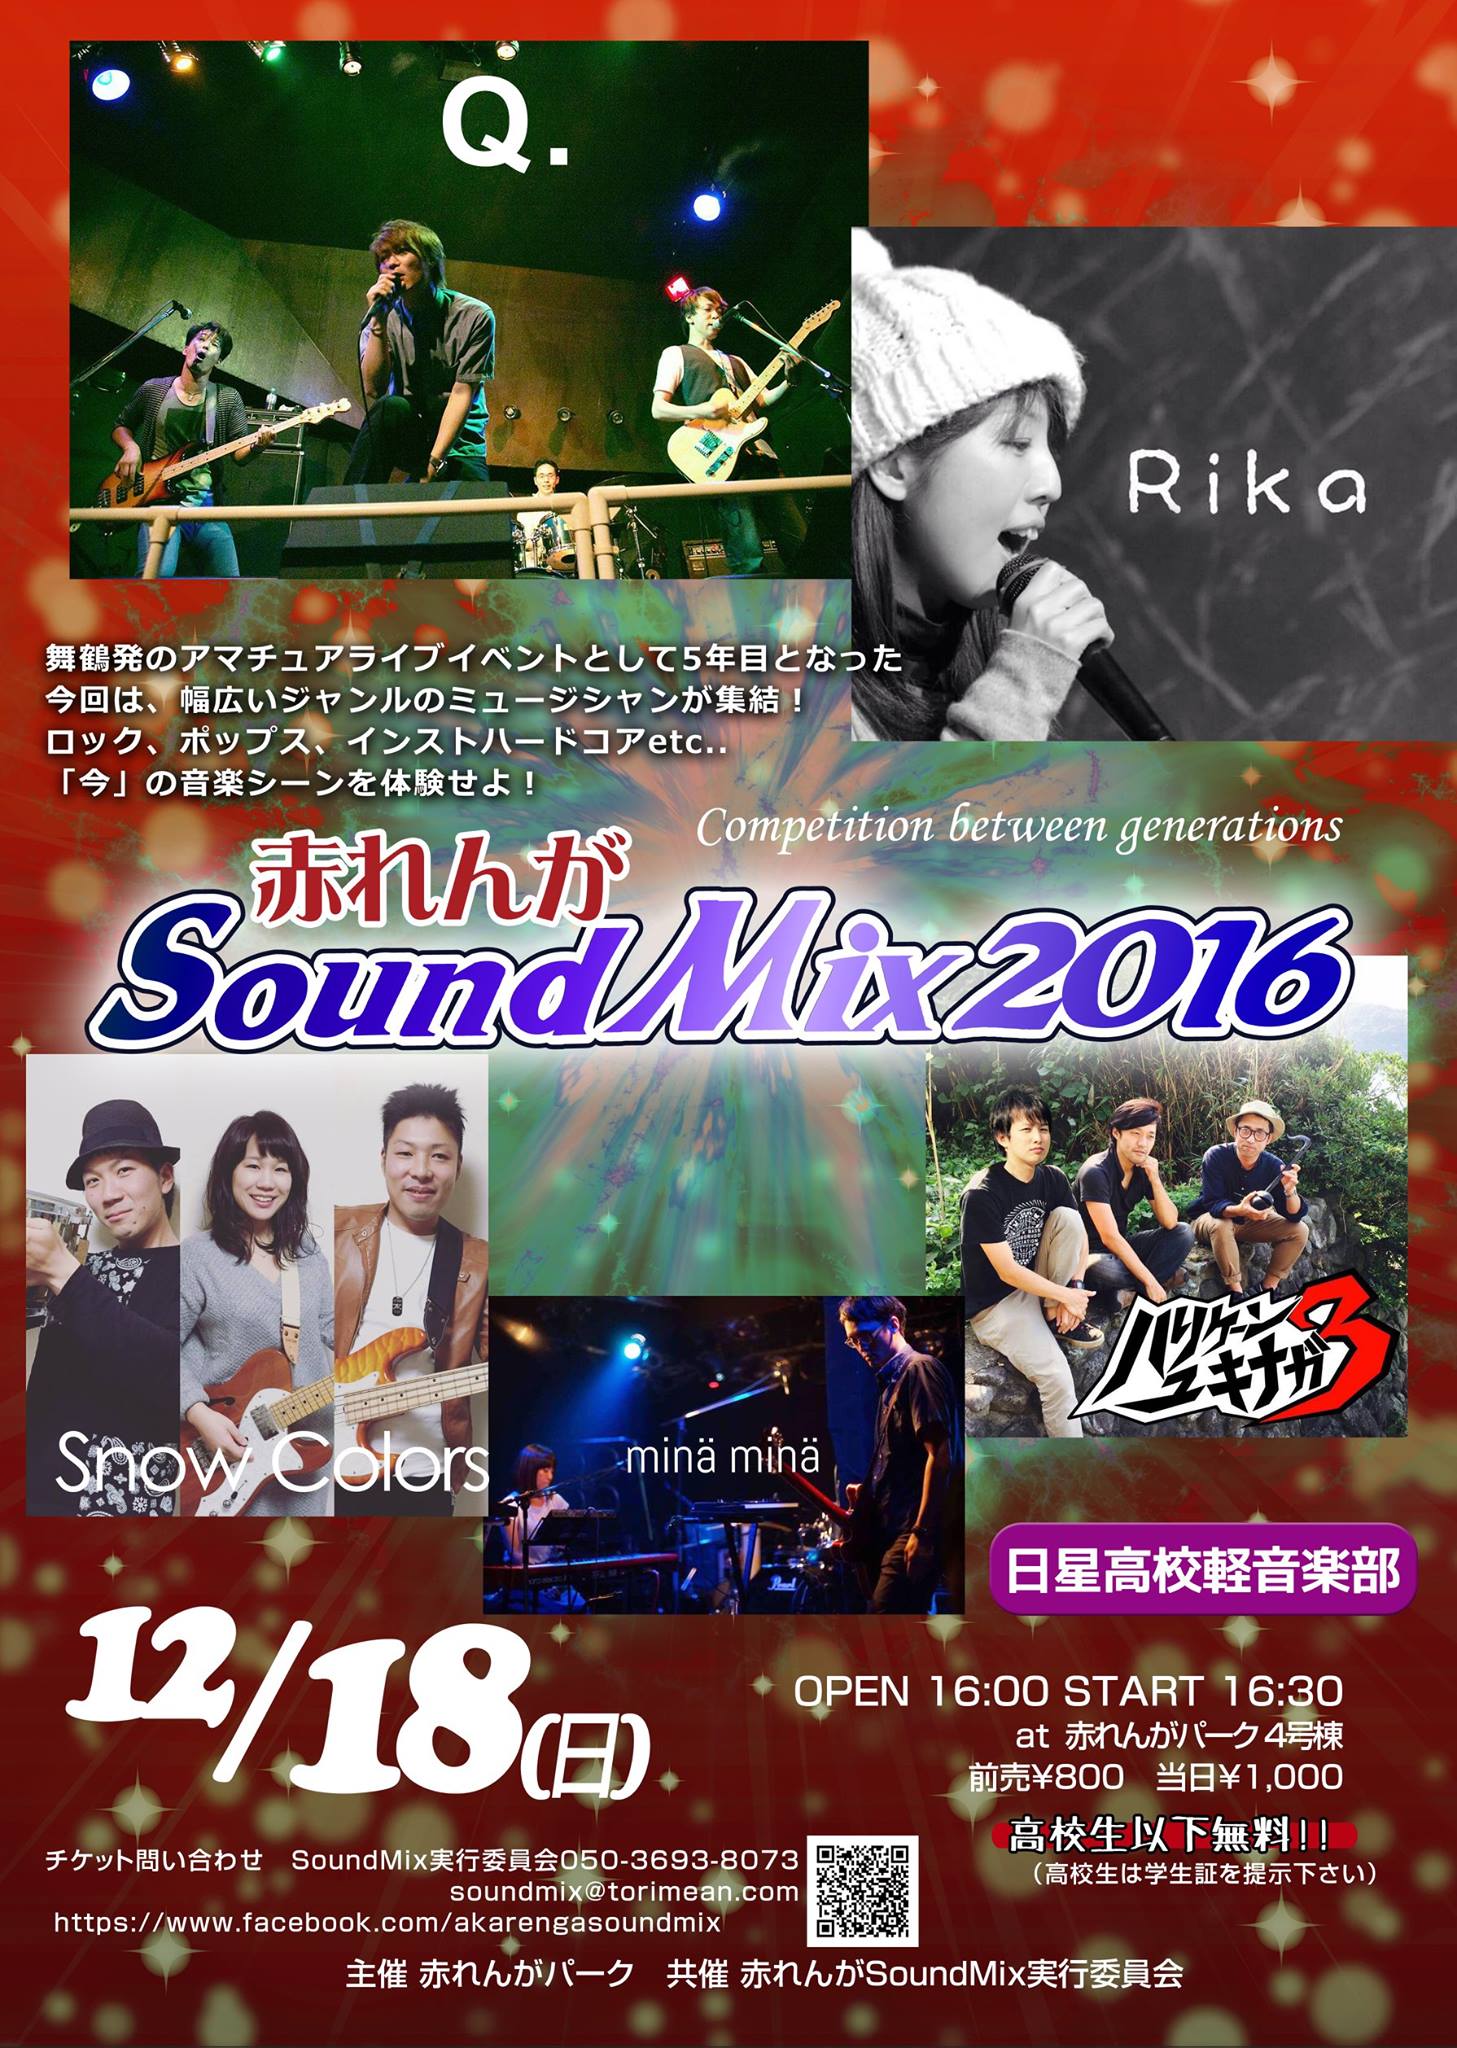 Q.
Rika
舞鶴発のアマチュアライブイベントとして5年目となった
今回は、幅広いジャンルのミュージシャンが集結！
ロック、ポップス、インストハードコアetc..
「今」の音楽シーンを体験せよ！
Competition between generations
赤れんが
SoundMix2016
Snow Colors
minä minä
ハリケーン
ユキナガ3
日星高校軽音楽部
12/18(日)
OPEN 16:00 START 16:30
at 赤れんがパーク4号棟
前売¥800 当日¥1,000
高校生以下無料!!
（高校生は学生証を提示下さい）
チケット問い合わせ SoundMix実行委員会050-3693-8073
soundmix@torimean.com
https://www.facebook.com/akarengasoundmix
主催 赤れんがパーク 共催 赤れんがSoundMix実行委員会